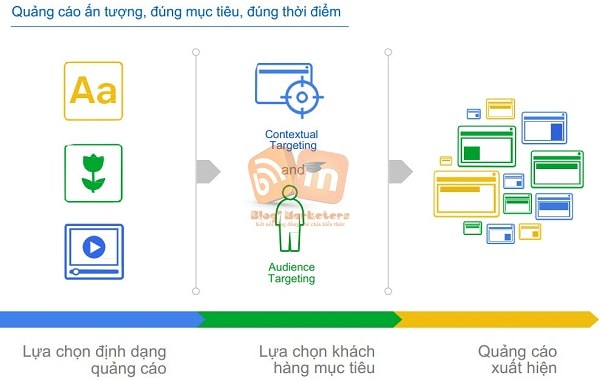 Quảng cáo ấn tượng, đúng mục tiêu, đúng thời điểm
Aa
Contextual
Targeting
and
Blog Marketers
Audience
Targeting
Lựa chọn định dạng
quảng cáo
Lựa chọn khách
hàng mục tiêu
Quảng cáo
xuất hiện